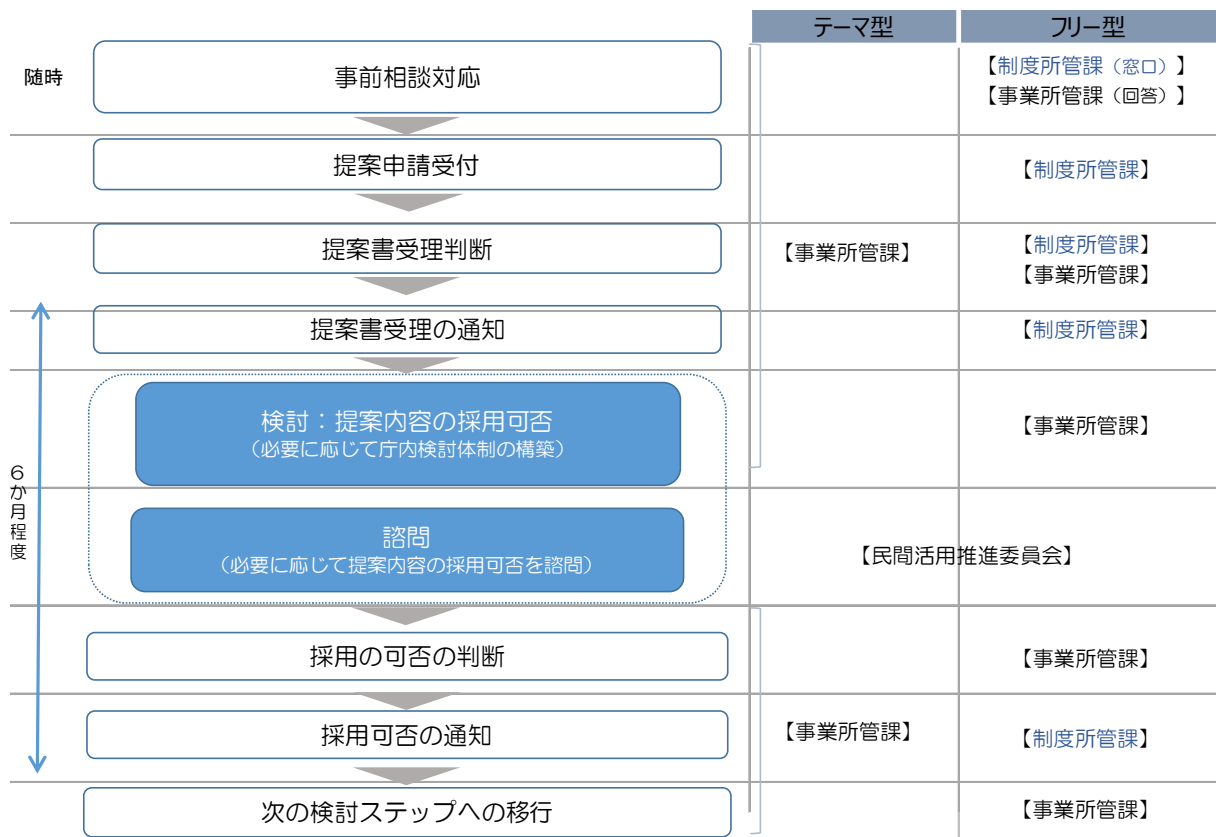 テーマ型
フリー型
随時
事前相談対応
【制度所管課（窓口）】
【事業所管課（回答）】
提案申請受付
【制度所管課】
提案書受理判断
【事業所管課】
【制度所管課】
【事業所管課】
提案書受理の通知
【制度所管課】
検討：提案内容の採用可否
（必要に応じて庁内検討体制の構築）
【事業所管課】
6か月程度
諮問
（必要に応じて提案内容の採用可否を諮問）
【民間活用推進委員会】
採用の可否の判断
【事業所管課】
採用可否の通知
【事業所管課】
【制度所管課】
次の検討ステップへの移行
【事業所管課】